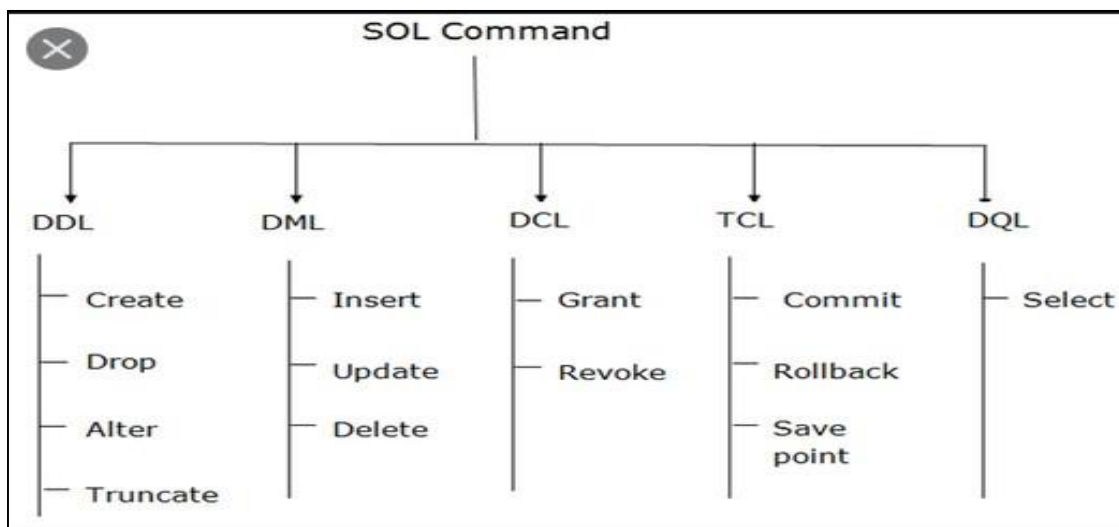 SOL Command
DDL
DML
DCL
TCL
DQL
Create
Insert
Grant
Commit
Select
Drop
Update
Revoke
Rollback
Alter
Delete
Save
point
Truncate